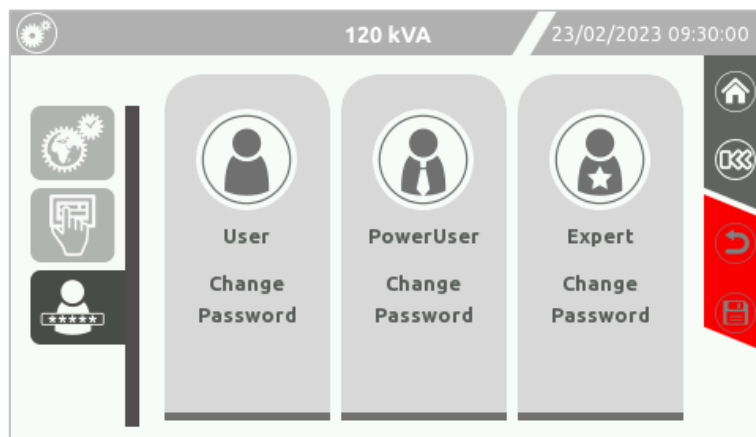 120 kVA
23/02/2023 09:30:00
User
PowerUser
Expert
Change
Password
Change
Password
Change
Password
*****